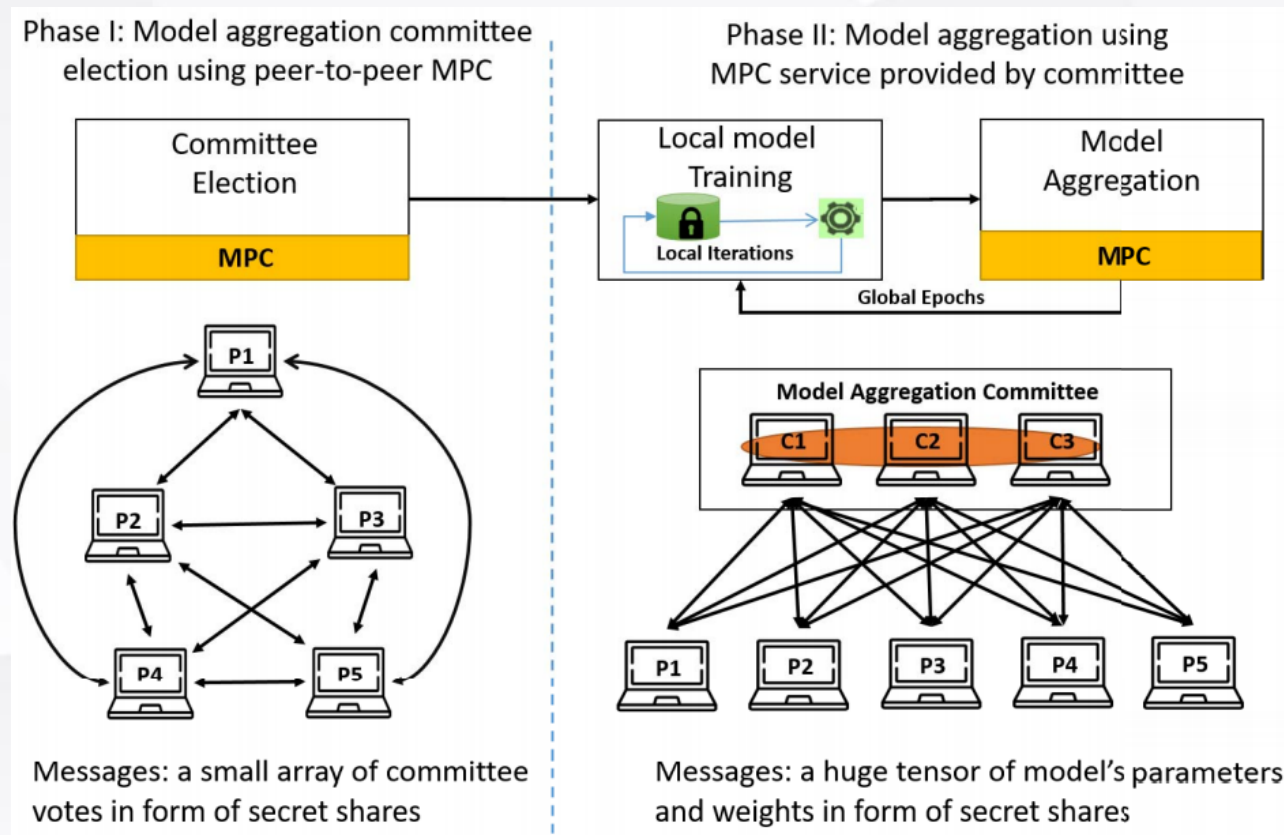 Phase I: Model aggregation committee
election using peer-to-peer MPC
Committee
Election
MPC
P1
P2
P3
P4
P5
Messages: a small array of committee
votes in form of secret shares
Phase II: Model aggregation using
MPC service provided by committee
Local model
Training
Local Iterations
Model
Aggregation
MPC
Global Epochs
Model Aggregation Committee
C1
C2
C3
P1
P2
P3
P4
P5
Messages: a huge tensor of model's parameters
and weights in form of secret shares